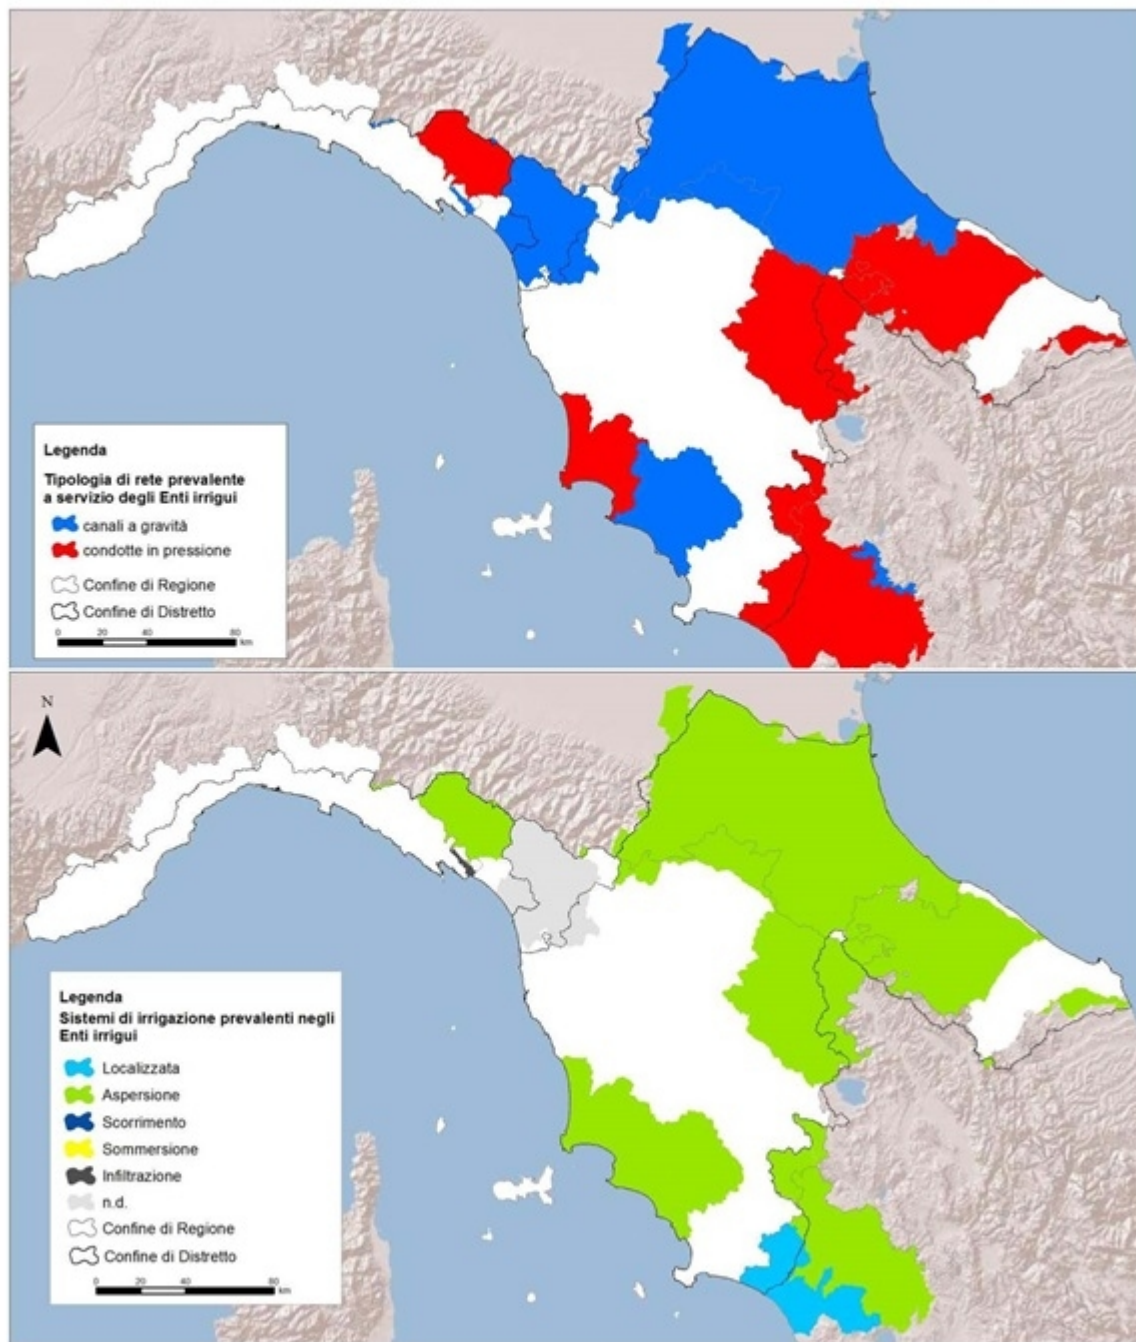 Legenda
Tipologia di rete prevalente
a servizio degli Enti irrigui
canali a gravità
condotte in pressione
Confine di Regione
Confine di Distretto
0 20 40 80
km
N
Legenda
Sistemi di irrigazione prevalenti negli
Enti irrigui
Localizzata
Aspersione
Scorrimento
Sommersione
Infiltrazione
n.d.
Confine di Regione
Confine di Distretto
0 20 40 80
km